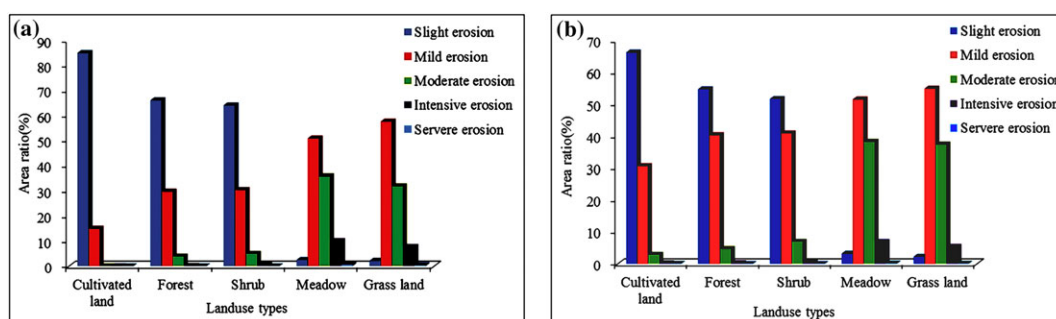 (a)
Slight erosion
Mild erosion
Moderate erosion
Intensive erosion
Servere erosion
Area ratio(%)
90
80
70
60
50
40
30
20
10
0
Cultivated land
Forest
Shrub
Meadow
Grass land
Landuse types
(b)
Slight erosion
Mild erosion
Moderate erosion
Intensive erosion
Servere erosion
Area ratio(%)
70
60
50
40
30
20
10
0
Cultivated land
Forest
Shrub
Meadow
Grass land
Landuse types